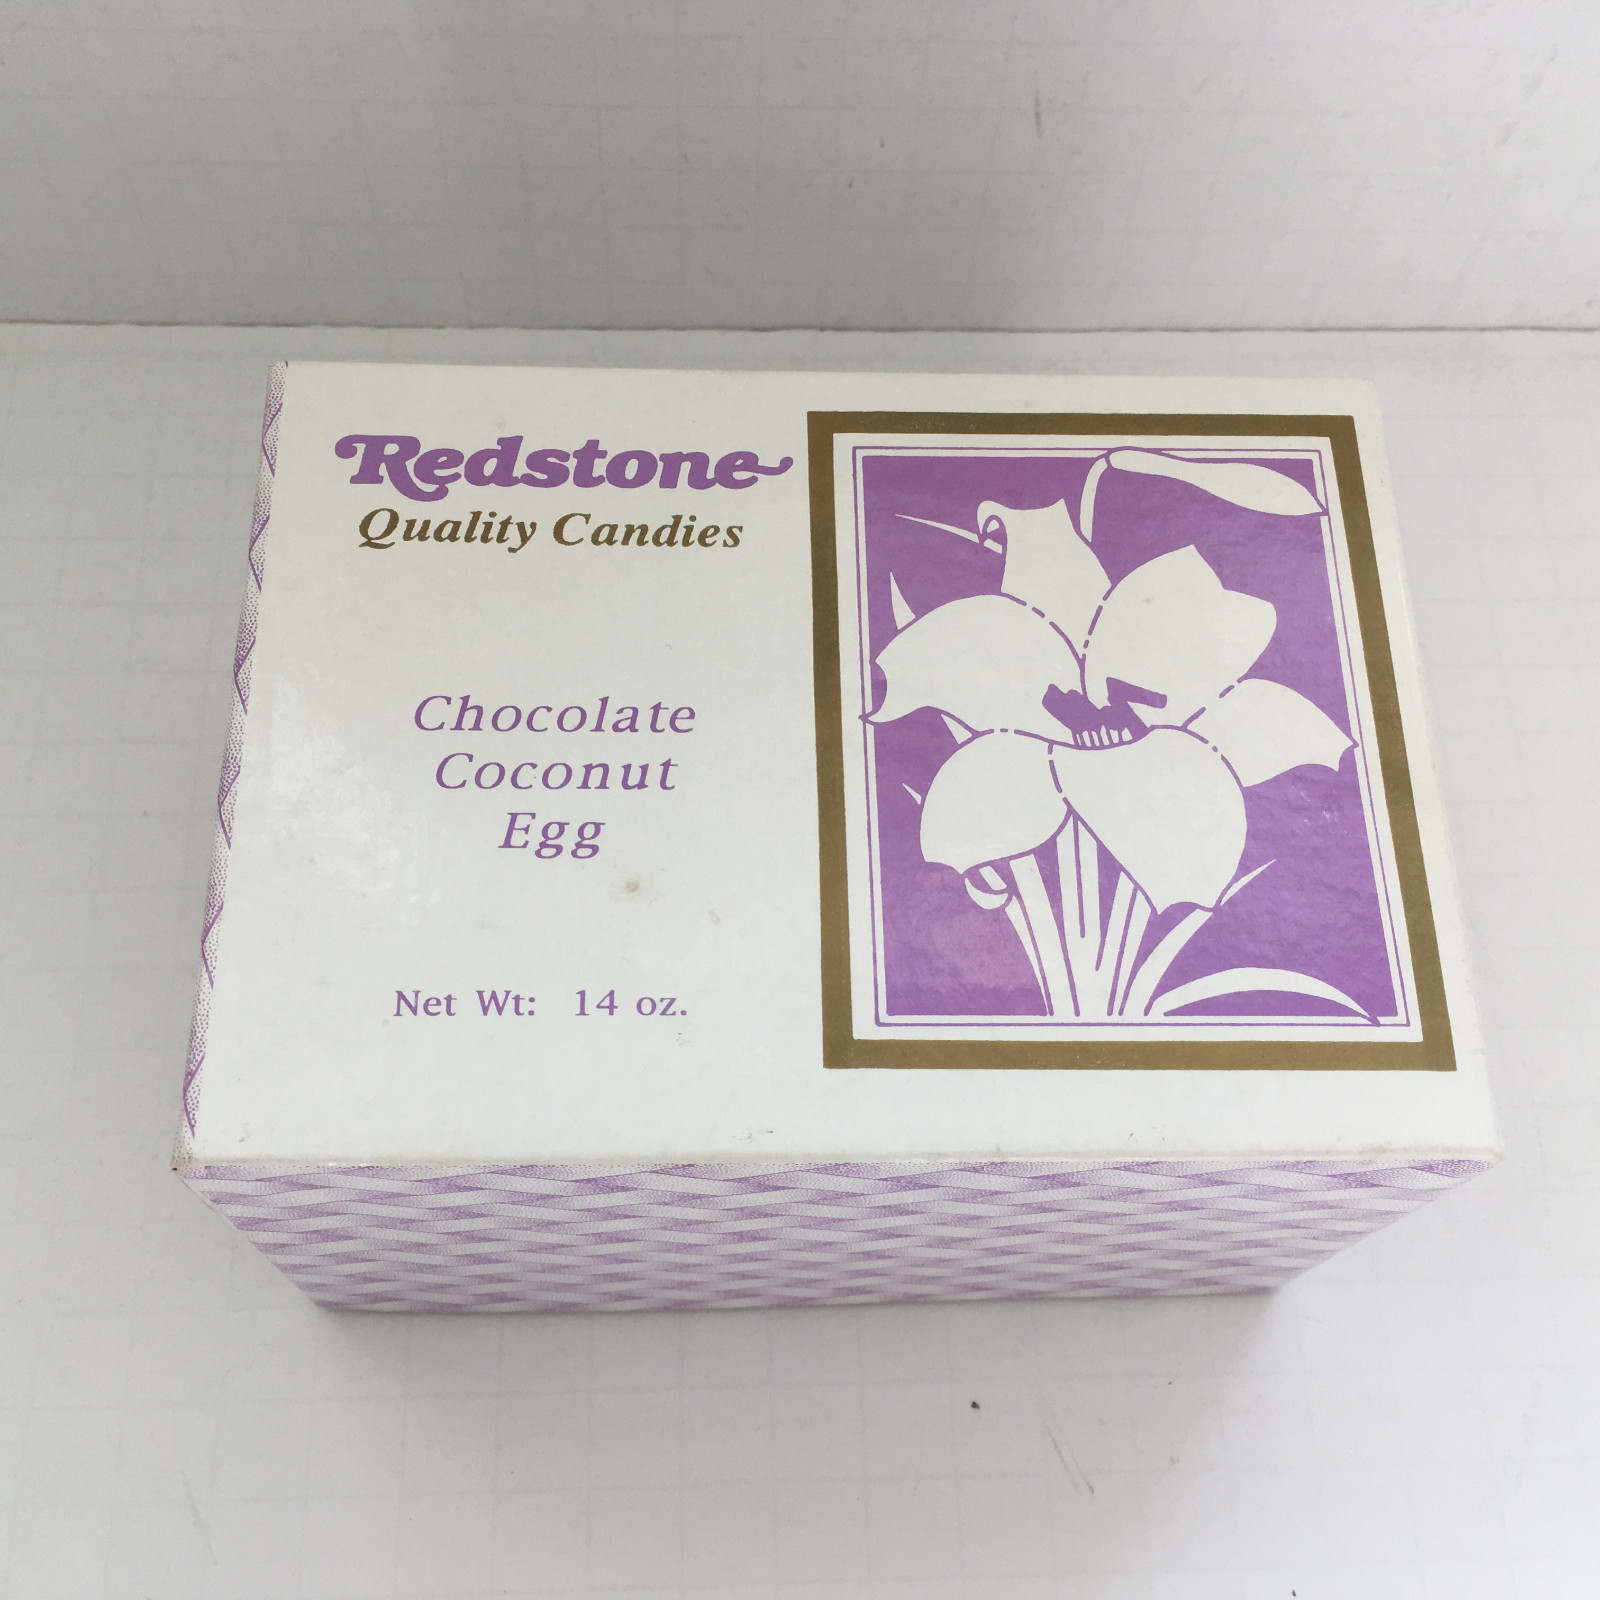 Redstone
Quality Candies
Chocolate
Coconut
Egg
Net Wt: 14 oz.